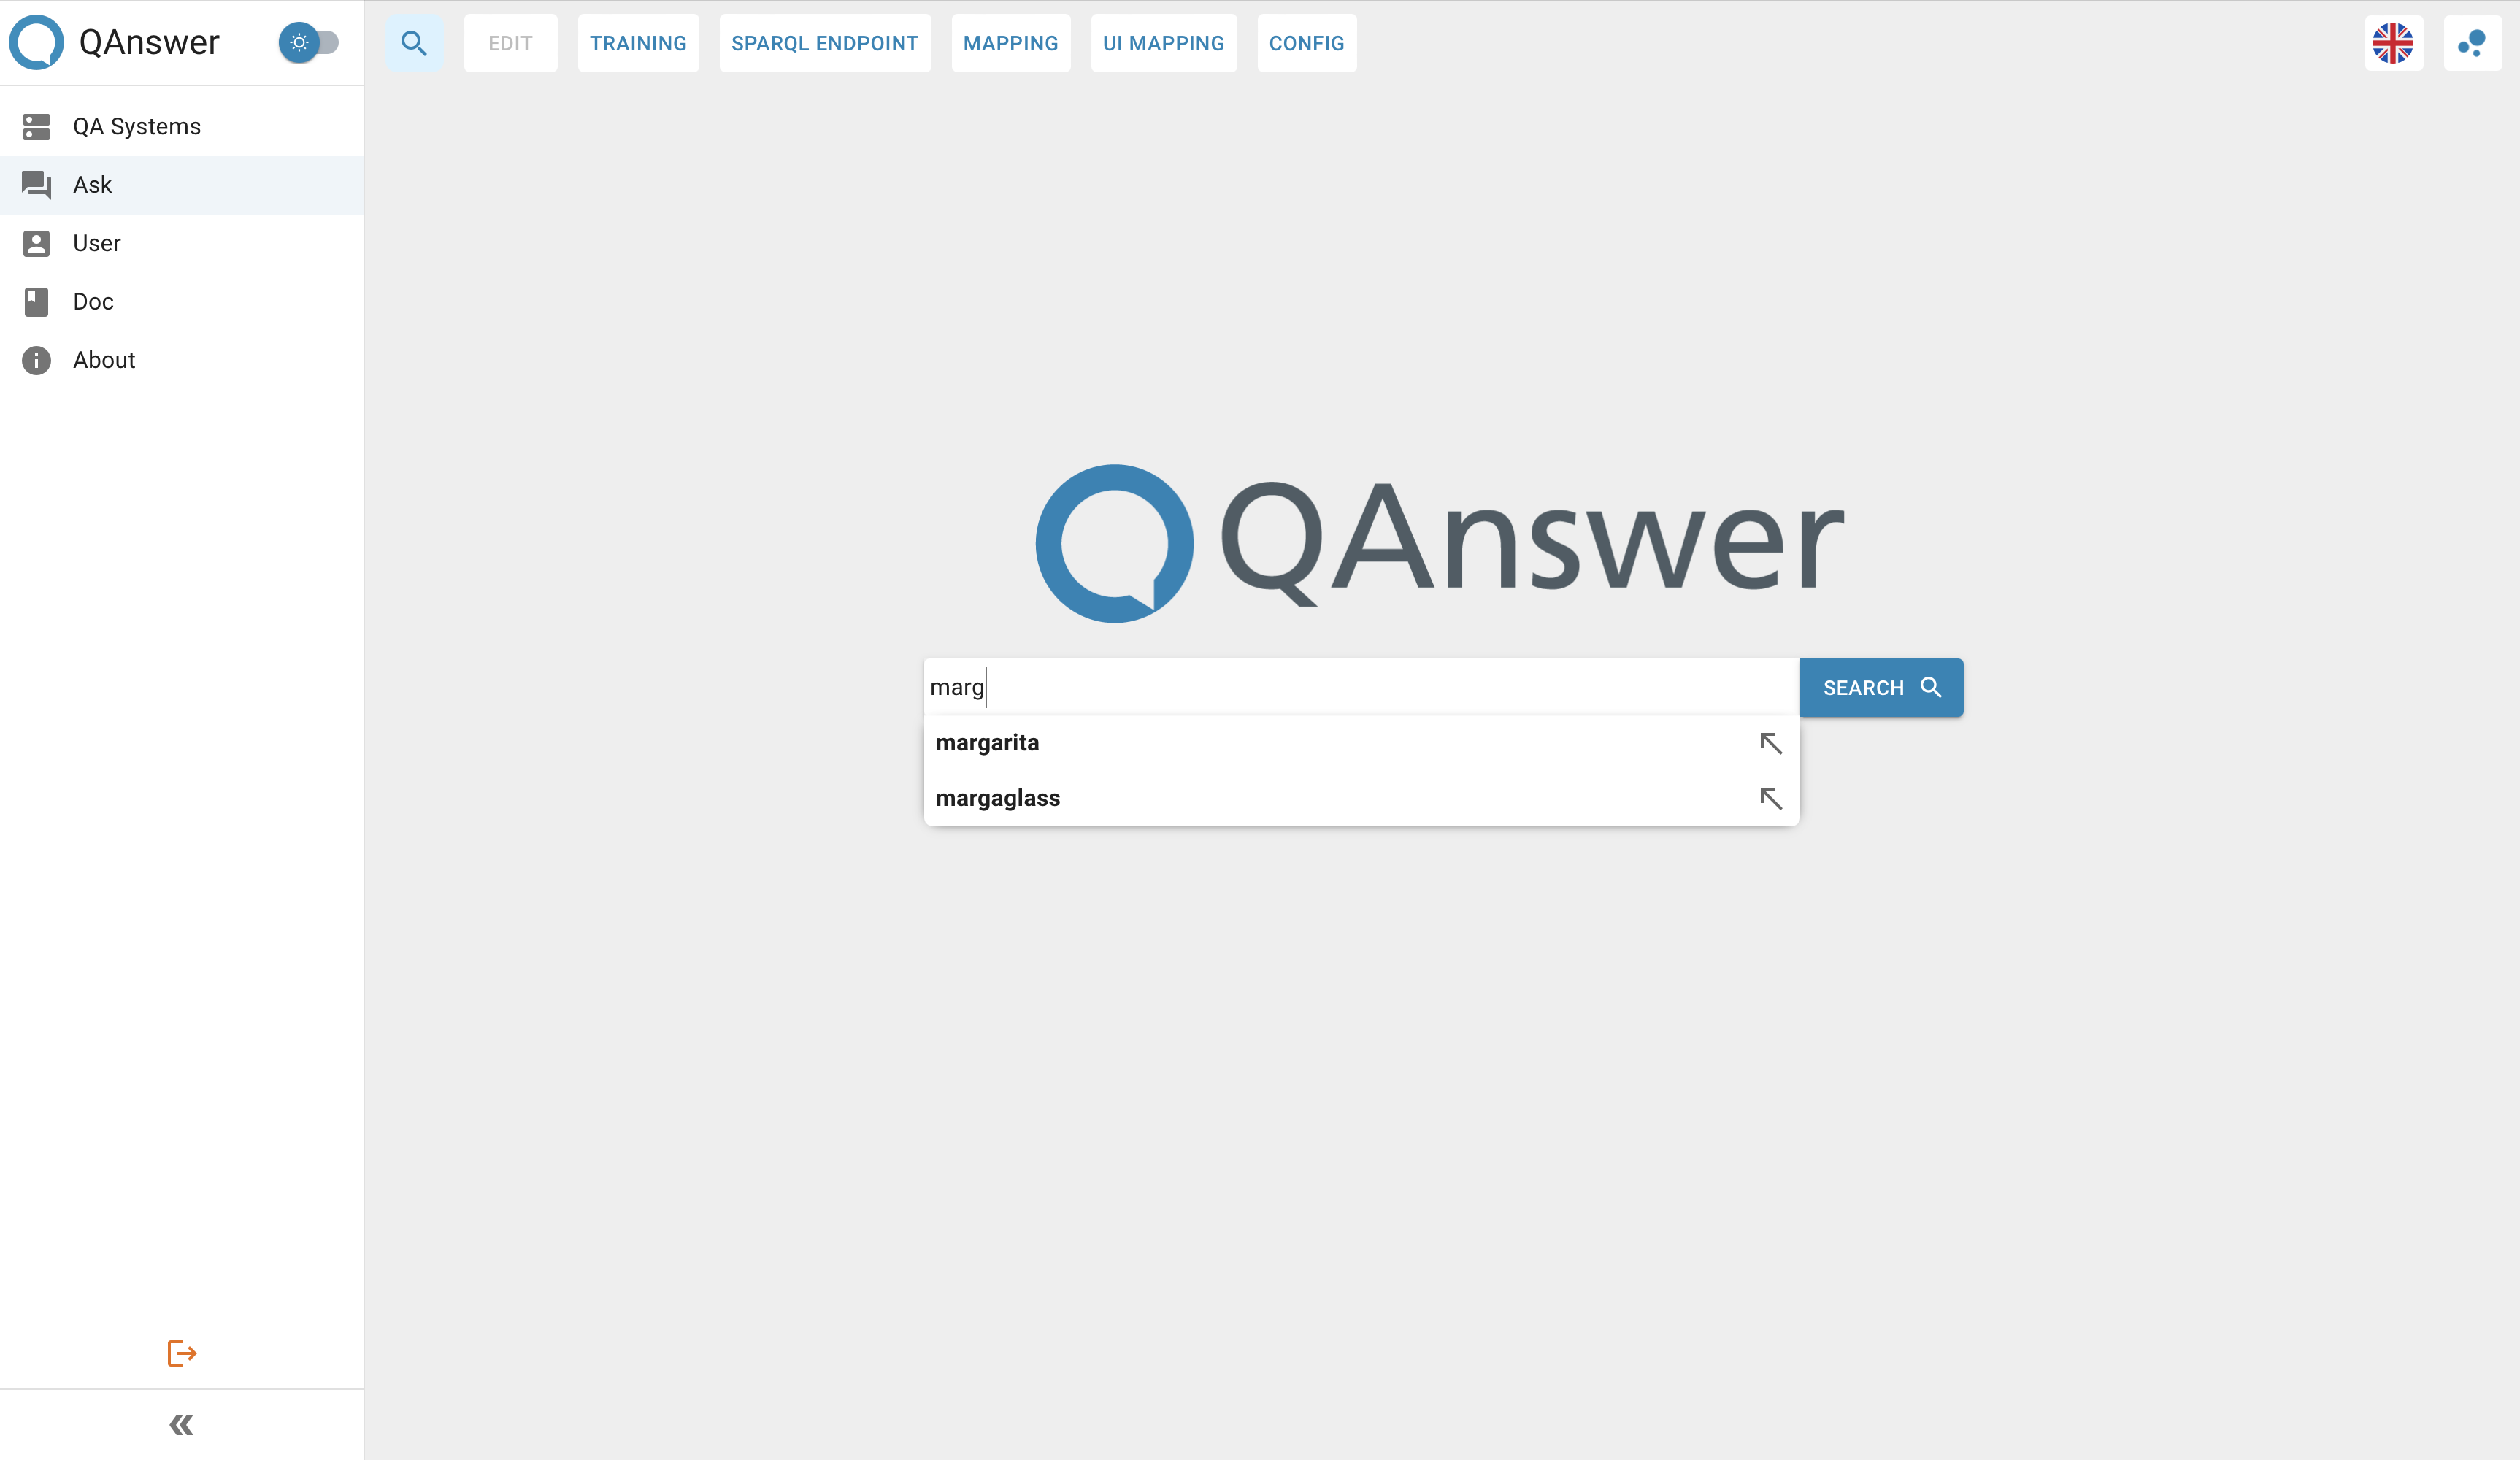 QAnswer
QA Systems
Ask
User
Doc
About
EDIT
TRAINING
SPARQL ENDPOINT
MAPPING
UI MAPPING
CONFIG
QAnswer
marg
SEARCH
margarita
margaglass